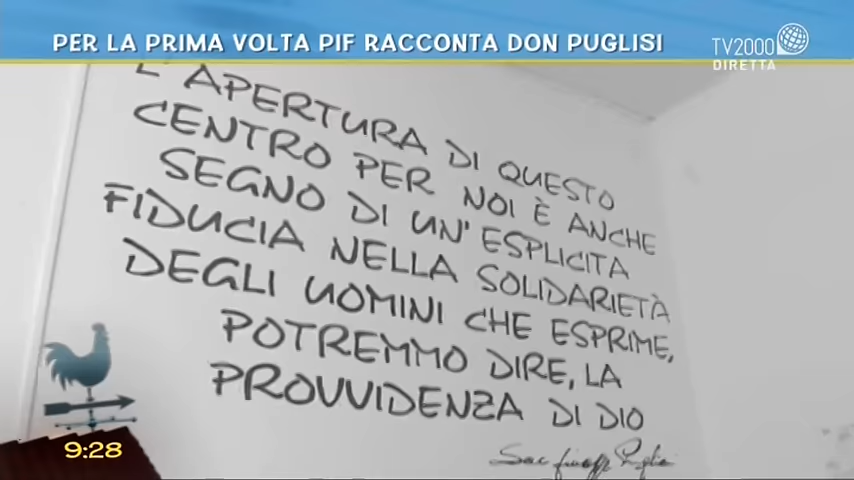 PER LA PRIMA VOLTA PIF RACCONTA DON PUGLISI
TV2000
DIRETTA
L'APERTURA DI QUESTO
CENTRO PER NOI È ANCHE
SEGNO DI UN'ESPLICITA
FIDUCIA NELLA SOLIDARIETÀ
DEGLI UOMINI CHE ESPRIME,
POTREMMO DIRE, LA
PROVVIDENZA DI DIO
9:28